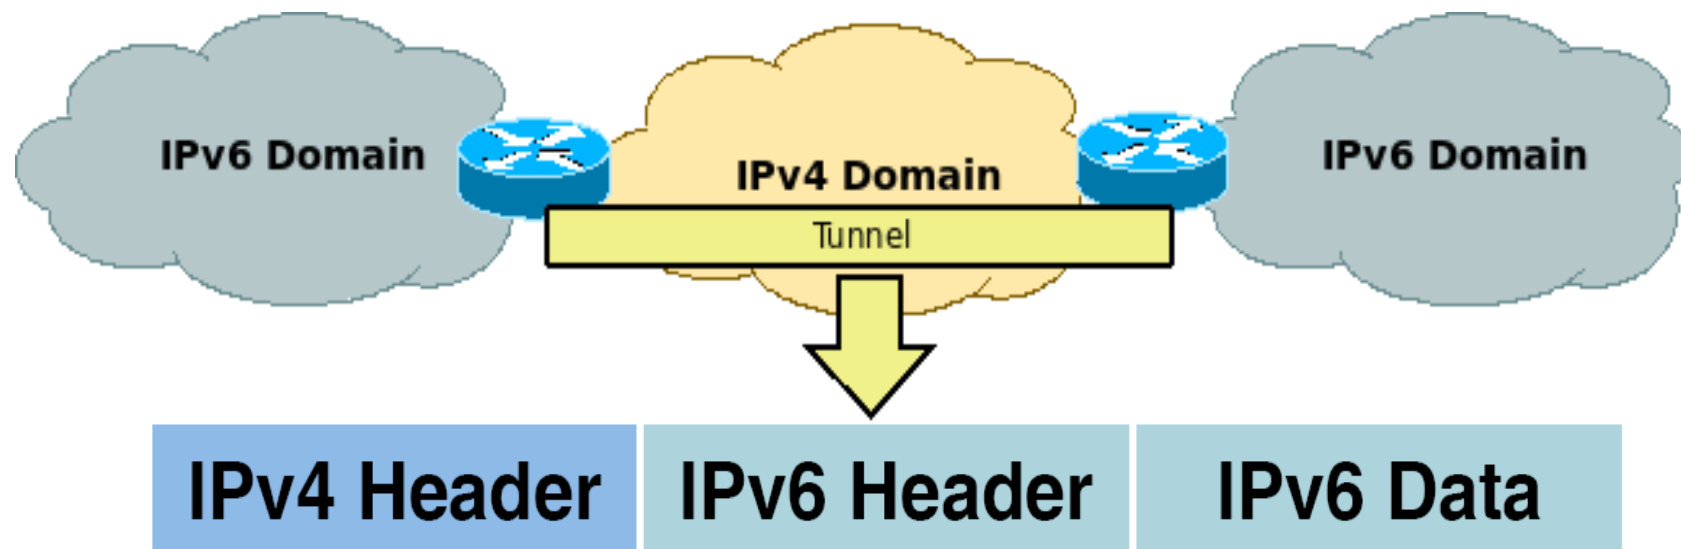 IPv6 Domain
IPv4 Domain
IPv6 Domain
Tunnel
IPv4 Header
IPv6 Header
IPv6 Data